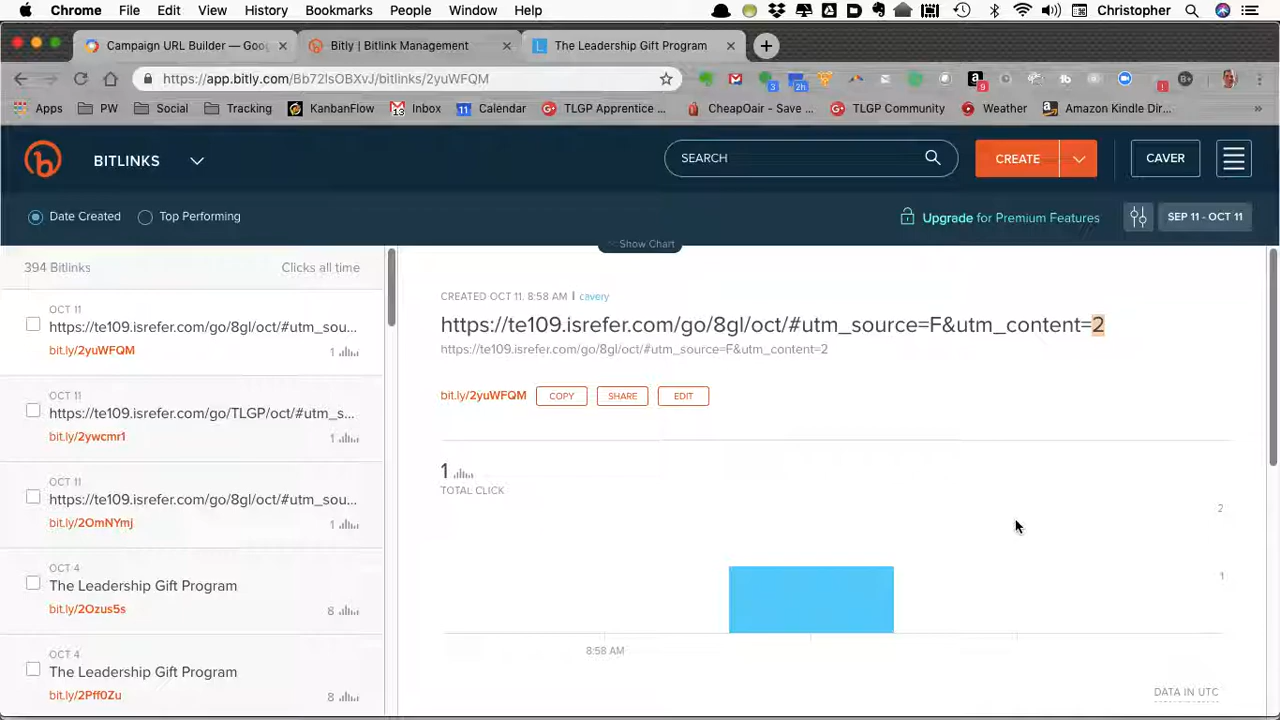 Chrome File Edit View History Bookmarks People Window Help Christopher
Campaign URL Builder — Goo
Bitly | Bitlink Management
The Leadership Gift Program
https://app.bitly.com/Bb72IsOBXvJ/bitlinks/2yuWFQM
3 2h 9 1
Apps PW Social Tracking KanbanFlow 13 Inbox 11 Calendar TLGP Apprentice ... CheapOair - Save ... TLGP Community Weather Amazon Kindle Dir... »
BITLINKS
SEARCH
CREATE
CAVER
Date Created
Top Performing
Upgrade for Premium Features
SEP 11 - OCT 11
Show Chart
394 Bitlinks
Clicks all time
OCT 11
https://te109.isrefer.com/go/8gl/oct/#utm_sou...
bit.ly/2yuWFQM
1
OCT 11
https://te109.isrefer.com/go/TLGP/oct/#utm_s...
bit.ly/2ywcmr1
1
OCT 11
https://te109.isrefer.com/go/8gl/oct/#utm_sou...
bit.ly/2OmNYmj
1
OCT 4
The Leadership Gift Program
bit.ly/2Ozus5s
8
OCT 4
The Leadership Gift Program
bit.ly/2Pff0Zu
8
CREATED OCT 11, 8:58 AM | cavery
https://te109.isrefer.com/go/8gl/oct/#utm_source=F&utm_content=2
https://te109.isrefer.com/go/8gl/oct/#utm_source=F&utm_content=2
bit.ly/2yuWFQM
COPY
SHARE
EDIT
1
TOTAL CLICK
2
1
8:58 AM
DATA IN UTC